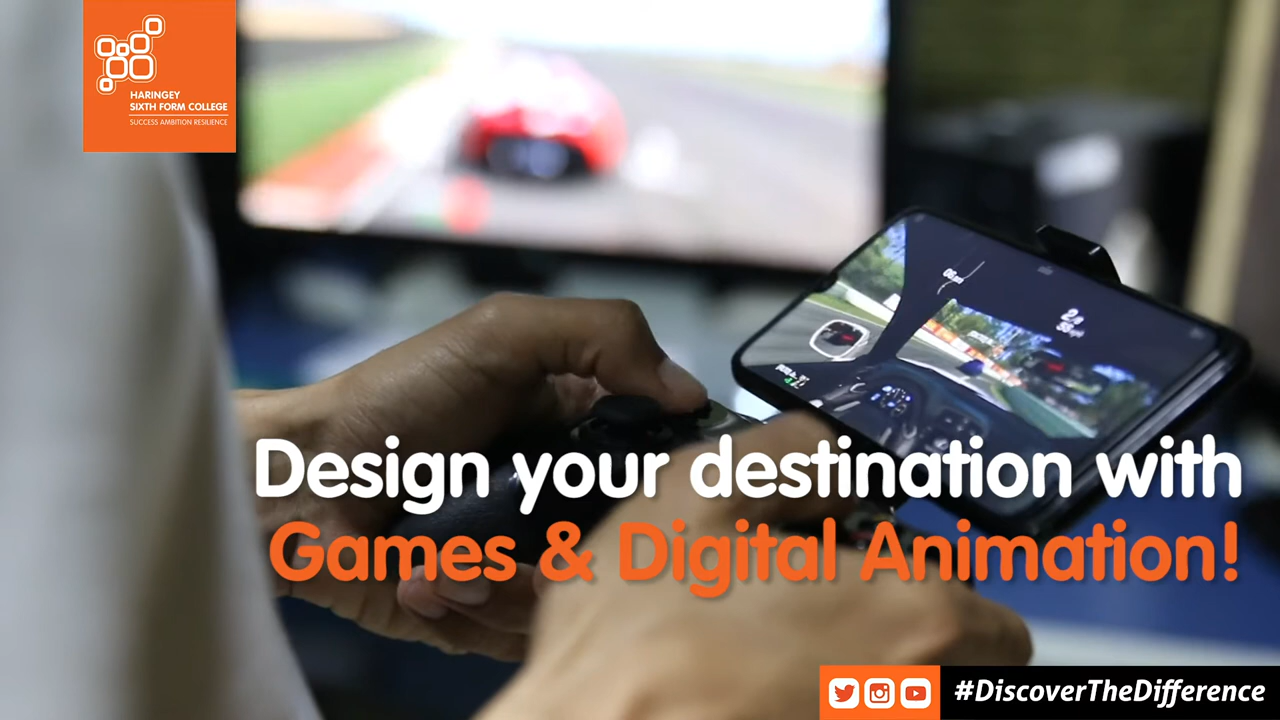 HARINGEY
SIXTH FORM COLLEGE
SUCCESS AMBITION RESILIENCE
Design your destination with
Games & Digital Animation!
#DiscoverTheDifference